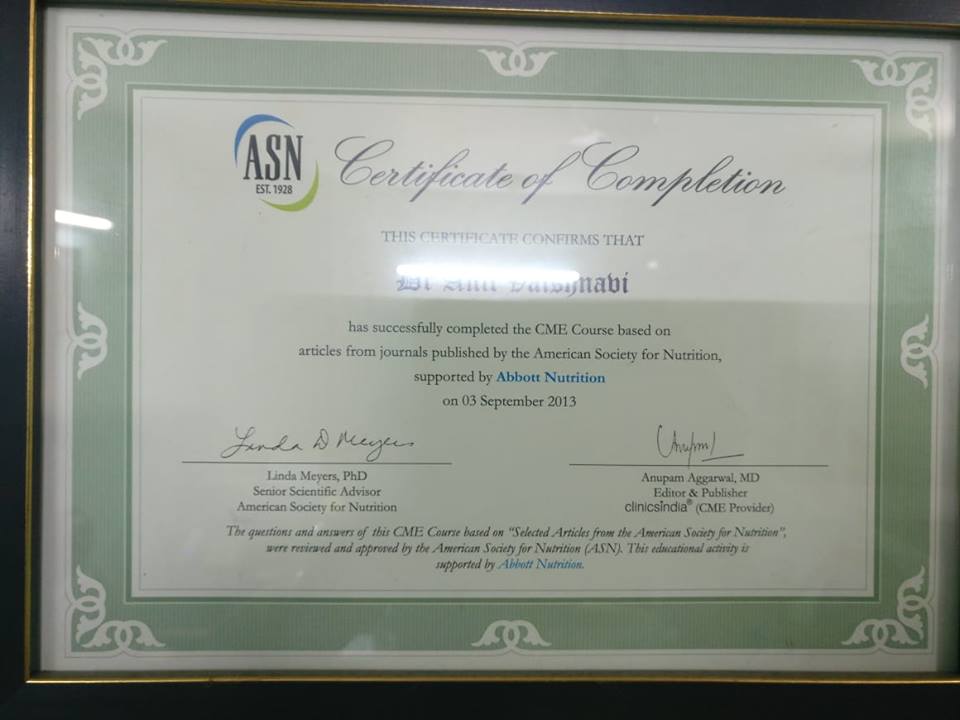 ASN
EST. 1928
Certificate of Completion
THIS CERTIFICATE CONFIRMS THAT
Dr
has successfully completed the CME Course based on
articles from journals published by the American Society for Nutrition,
supported by Abbott Nutrition
on 03 September 2013
Linda D Meyers
Linda Meyers, PhD
Senior Scientific Advisor
American Society for Nutrition
Anupam Aggarwal, MD
Editor & Publisher
clinicsindia® (CME Provider)
The questions and answers of this CME Course based on “Selected Articles from the American Society for Nutrition”,
were reviewed and approved by the American Society for Nutrition (ASN). This educational activity is
supported by Abbott Nutrition.